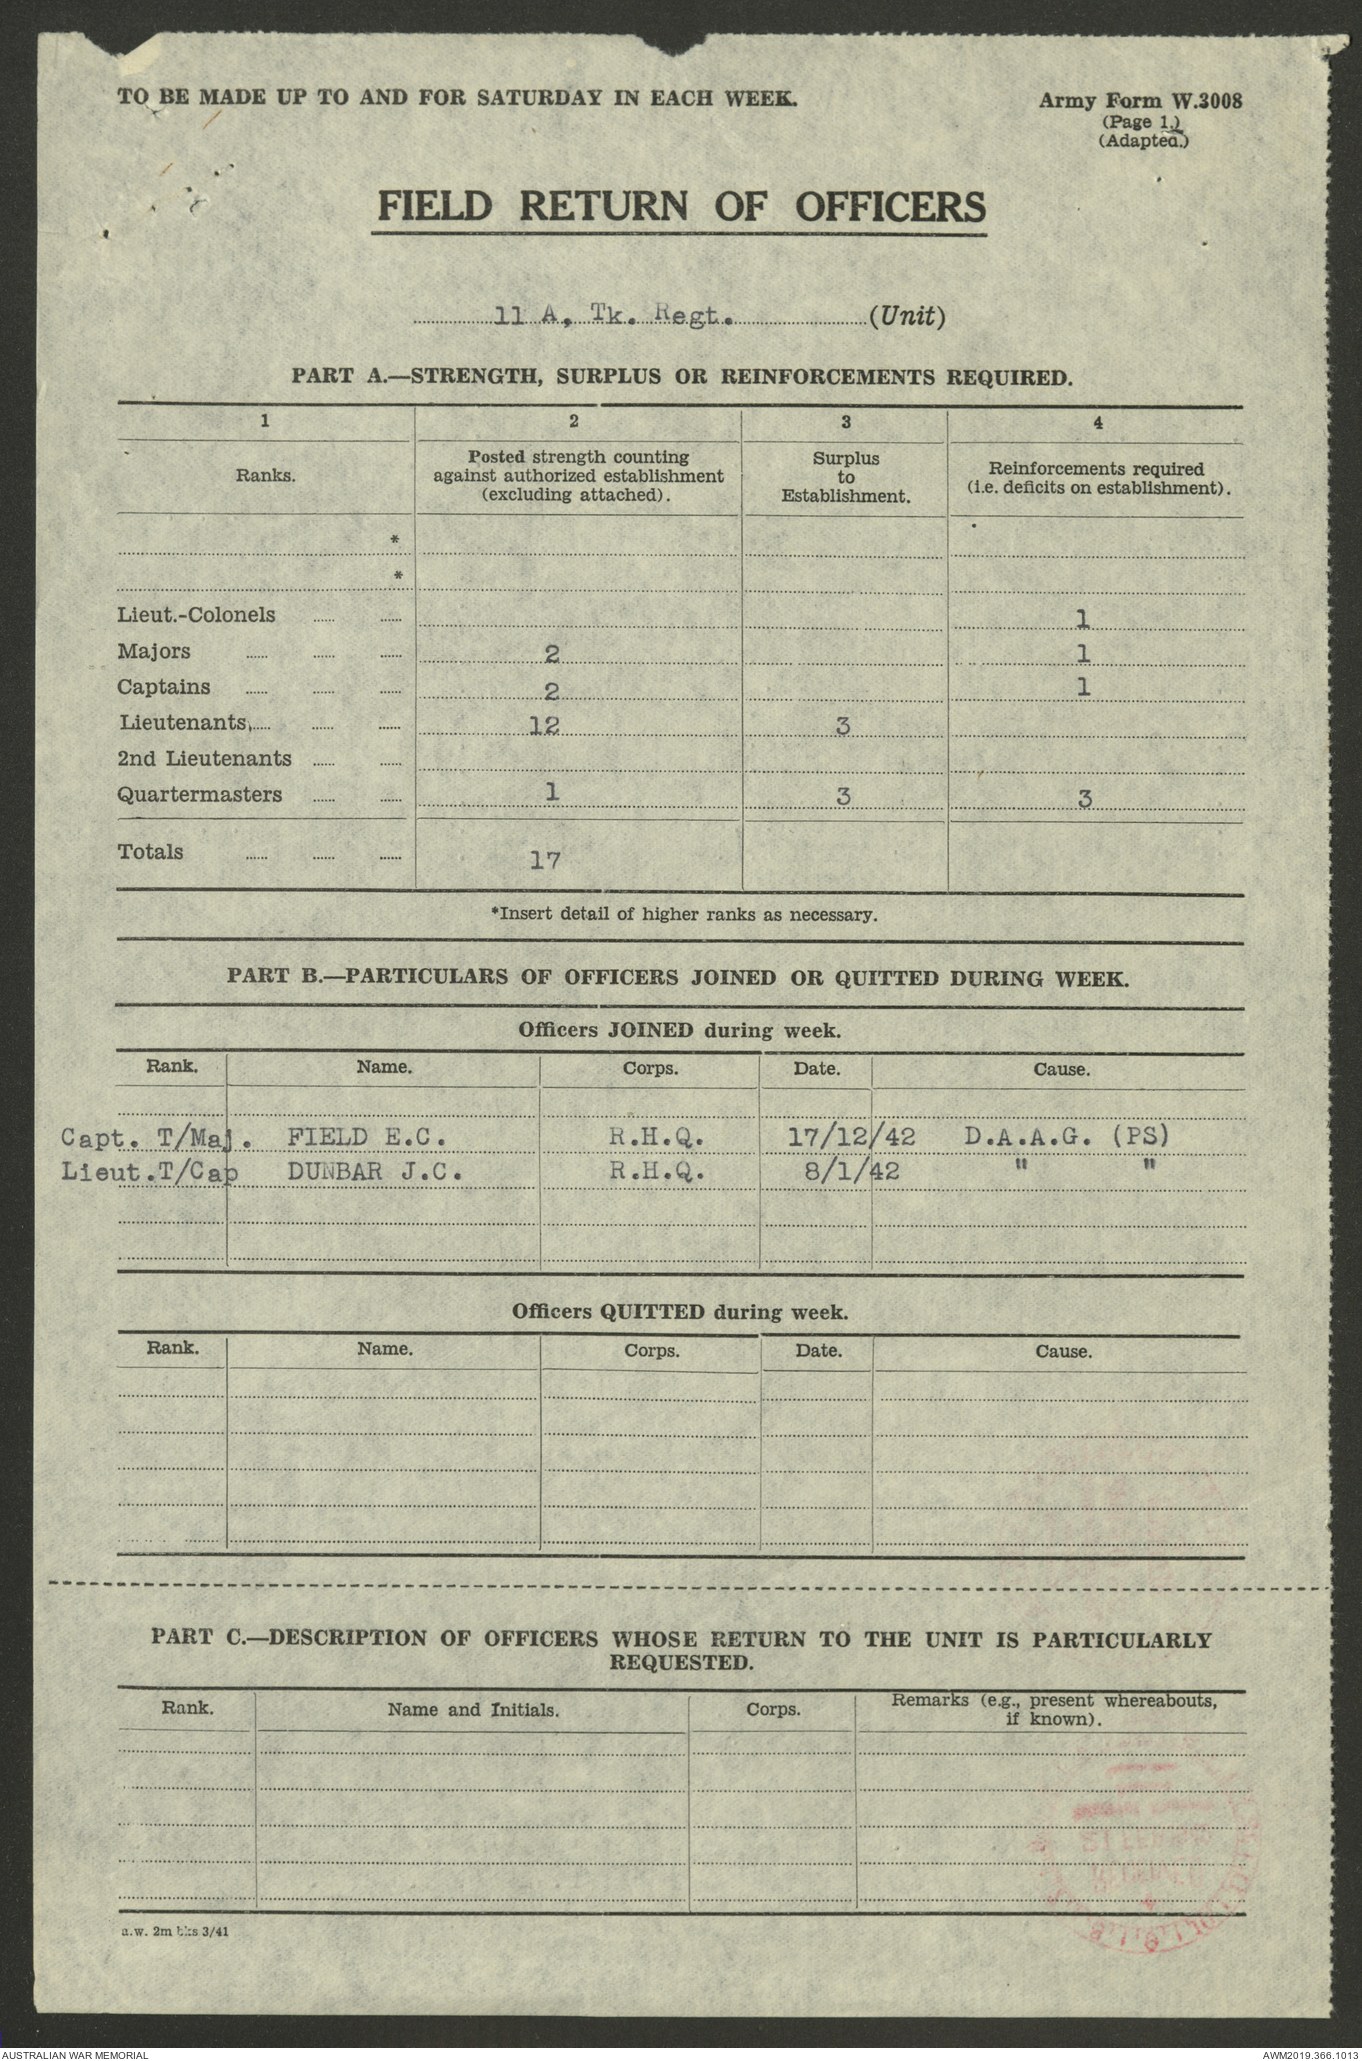 TO BE MADE UP TO AND FOR SATURDAY IN EACH WEEK.
Army Form W.3008
(Page 1.)
(Adapted.)
FIELD RETURN OF OFFICERS
11 A, Tk. Regt. (Unit)
PART A.—STRENGTH, SURPLUS OR REINFORCEMENTS REQUIRED.
1 2 3 4
Ranks. Posted strength counting against authorized establishment (excluding attached). Surplus to Establishment. Reinforcements required (i.e. deficits on establishment).
*
*
Lieut.-Colonels 1
Majors 2 1
Captains 2 1
Lieutenants, 12 3
2nd Lieutenants
Quartermasters 1 3 3
Totals 17
*Insert detail of higher ranks as necessary.
PART B.—PARTICULARS OF OFFICERS JOINED OR QUITTED DURING WEEK.
Officers JOINED during week.
Rank. Name. Corps. Date. Cause.
Capt. T/Maj. FIELD E.C. R.H.Q. 17/12/42 D.A.A.G. (PS)
Lieut.T/Cap DUNBAR J.C. R.H.Q. 8/1/42 " "
Officers QUITTED during week.
Rank. Name. Corps. Date. Cause.
PART C.—DESCRIPTION OF OFFICERS WHOSE RETURN TO THE UNIT IS PARTICULARLY
REQUESTED.
Rank. Name and Initials. Corps. Remarks (e.g., present whereabouts, if known).
a.w. 2m bks 3/41
AUSTRALIAN WAR MEMORIAL
AWM2019.366.1013